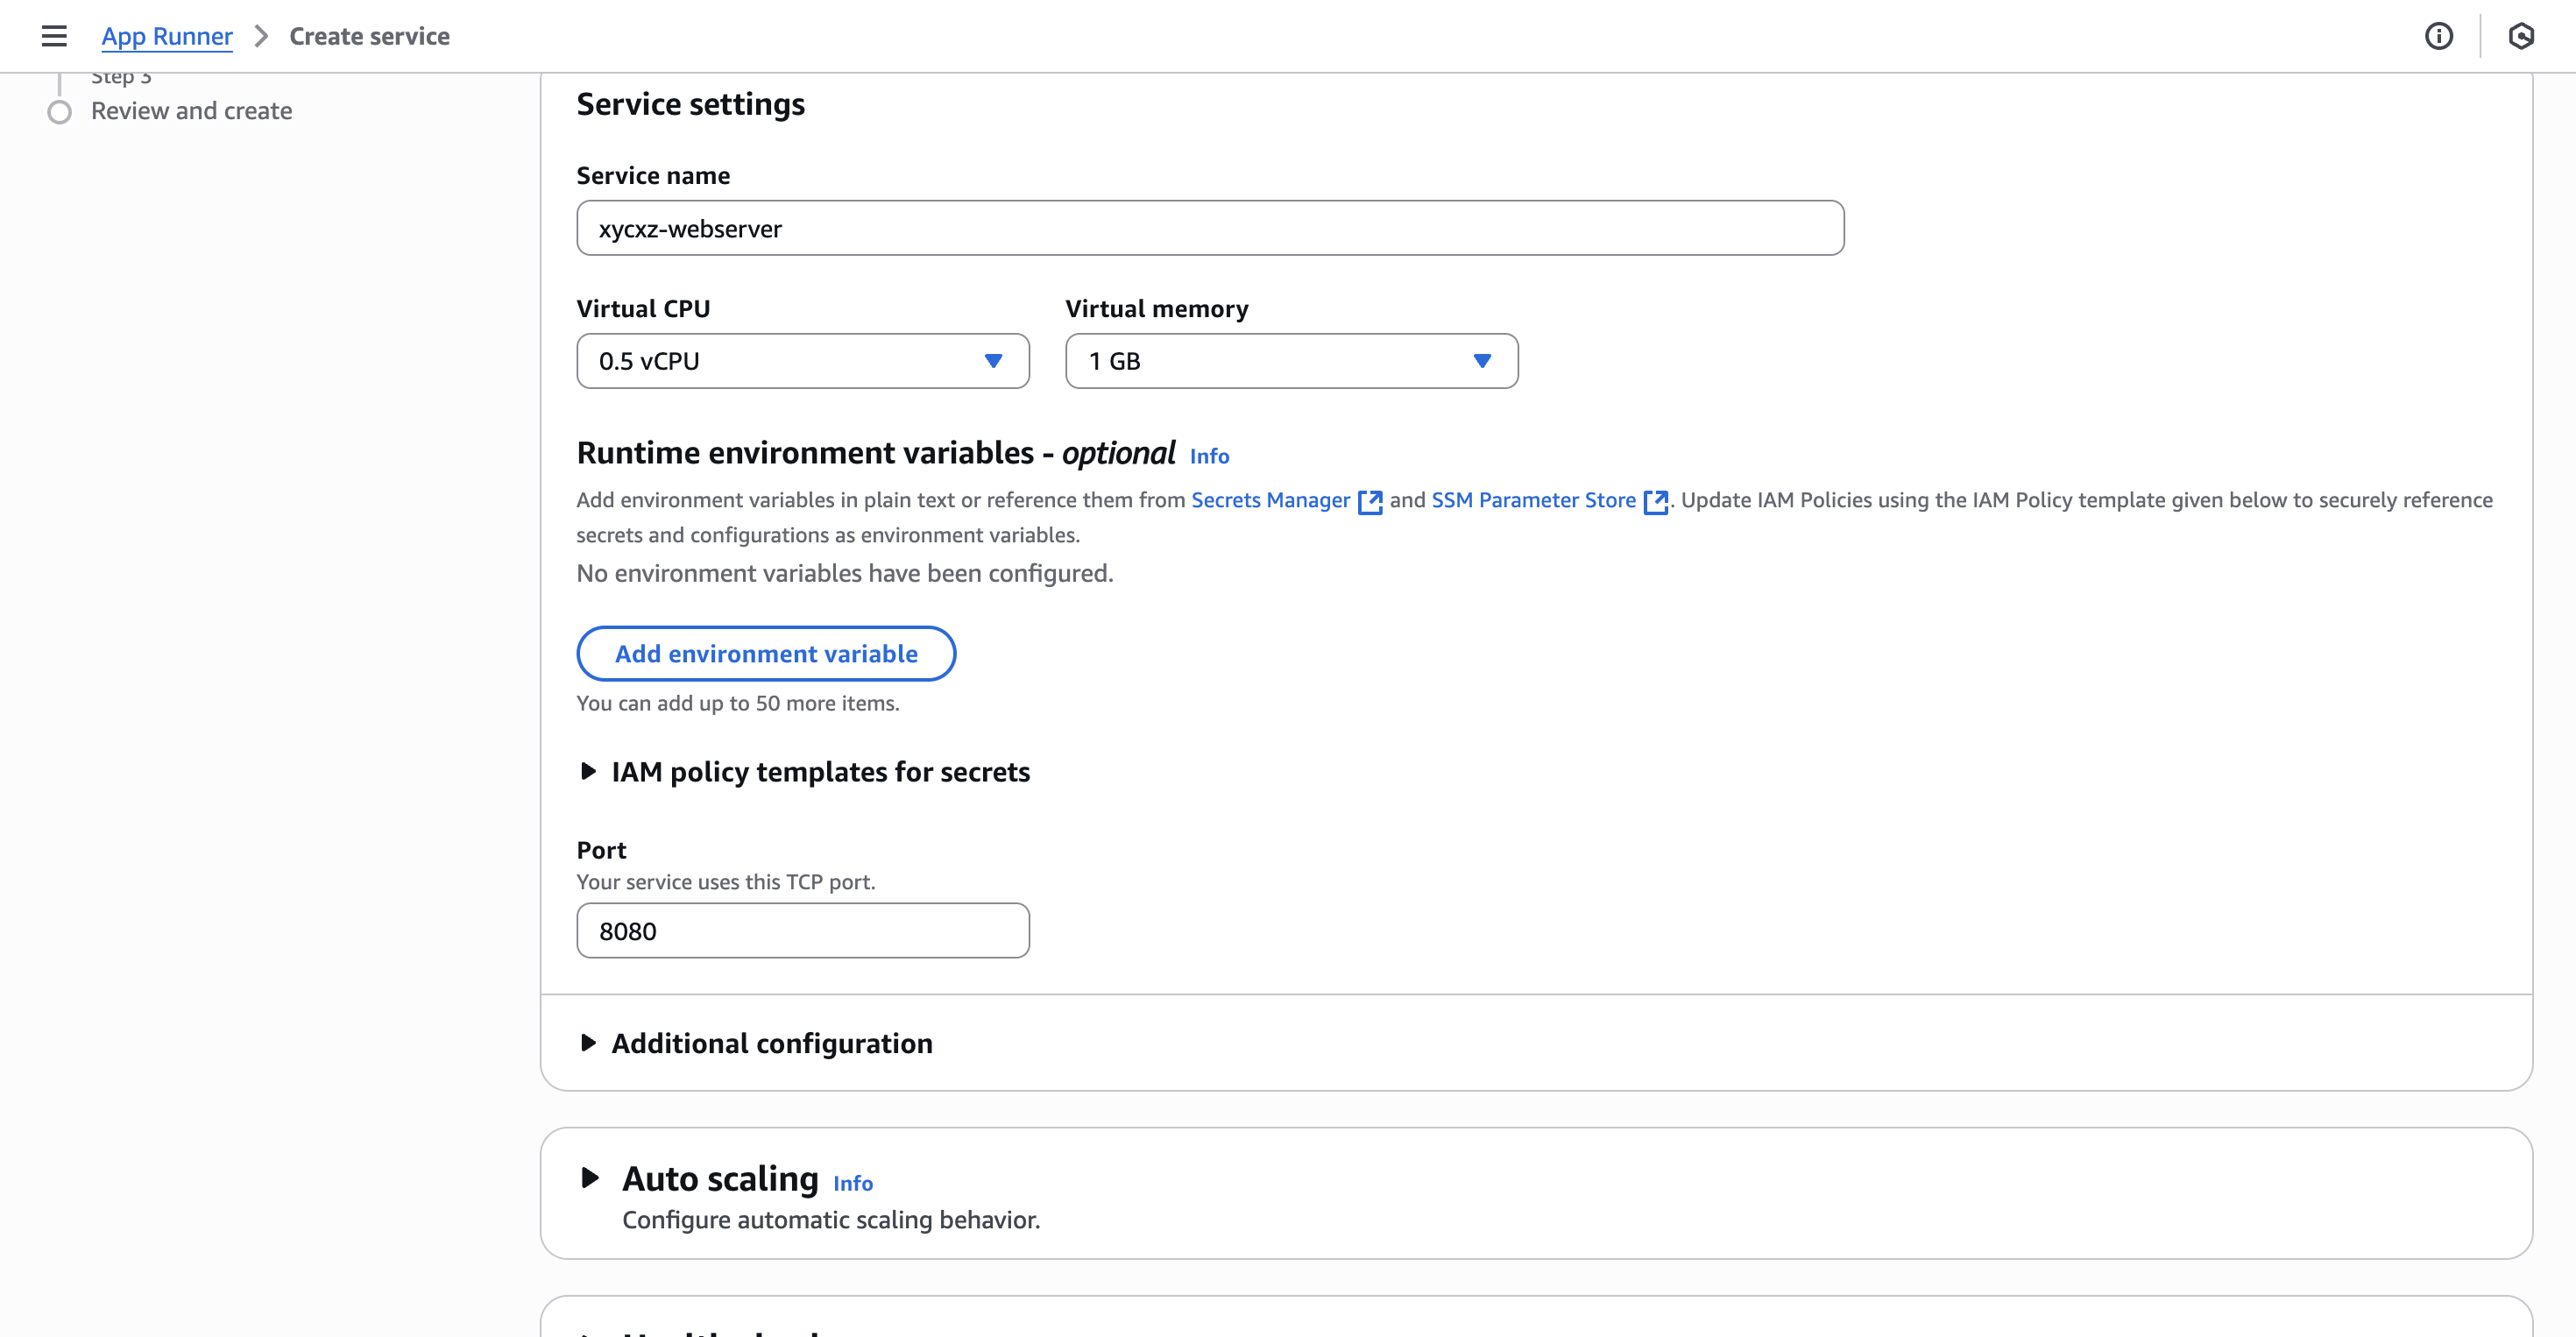 App Runner > Create service
Step 3
Review and create
Service settings
Service name
xycxz-webserver
Virtual CPU
Virtual memory
0.5 vCPU
1 GB
Runtime environment variables - optional Info
Add environment variables in plain text or reference them from Secrets Manager and SSM Parameter Store . Update IAM Policies using the IAM Policy template given below to securely reference
secrets and configurations as environment variables.
No environment variables have been configured.
Add environment variable
You can add up to 50 more items.
IAM policy templates for secrets
Port
Your service uses this TCP port.
8080
Additional configuration
Auto scaling Info
Configure automatic scaling behavior.